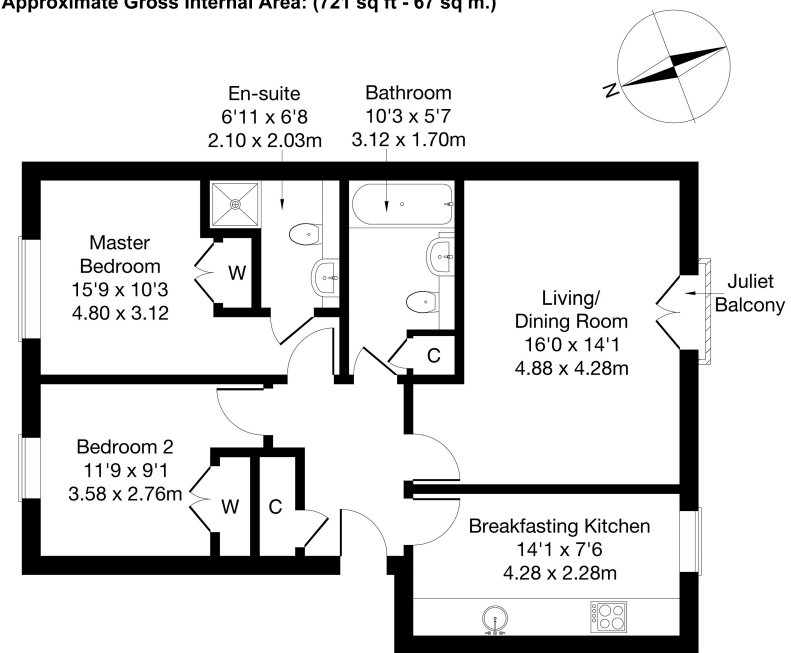 Approximate Gross Internal Area: (721 sq ft - 67 sq m.)
N
En-suite
6'11 x 6'8
2.10 x 2.03m
Bathroom
10'3 x 5'7
3.12 x 1.70m
Master
Bedroom
15'9 x 10'3
4.80 x 3.12
W
Living/
Dining Room
16'0 x 14'1
4.88 x 4.28m
Juliet
Balcony
C
Bedroom 2
11'9 x 9'1
3.58 x 2.76m
W
C
Breakfasting Kitchen
14'1 x 7'6
4.28 x 2.28m